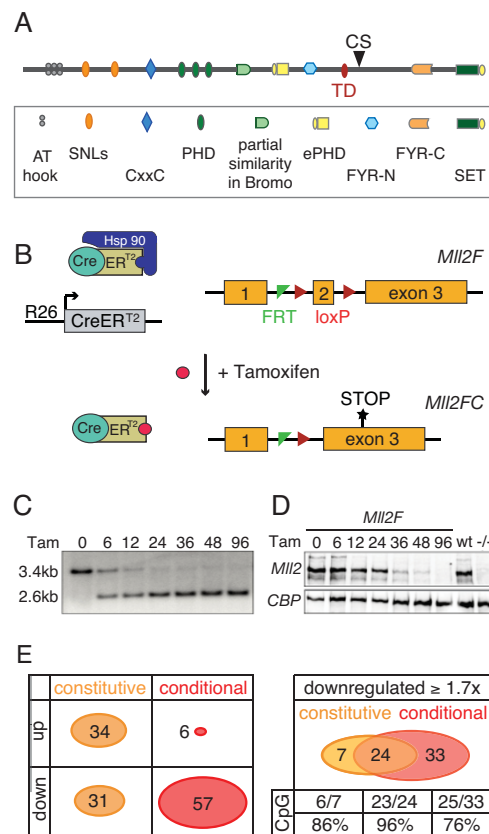 A
CS
TD
AT hook
SNLs
CxxC
PHD
partial similarity in Bromo
ePHD
FYR-N
FYR-C
SET
B
Hsp 90
Cre ER^T2
R26
CreER^T2
Mll2F
1 2 exon 3
FRT loxP
+ Tamoxifen
Cre ER^T2
STOP
Mll2FC
1 exon 3
C
Tam 0 6 12 24 36 48 96
3.4kb
2.6kb
D
Mll2F
Tam 0 6 12 24 36 48 96 wt -/-
Mll2
CBP
E
constitutive conditional
up 34 6
down 31 57
downregulated ≥ 1.7x
constitutive conditional
7 24 33
CpG 6/7 23/24 25/33
86% 96% 76%